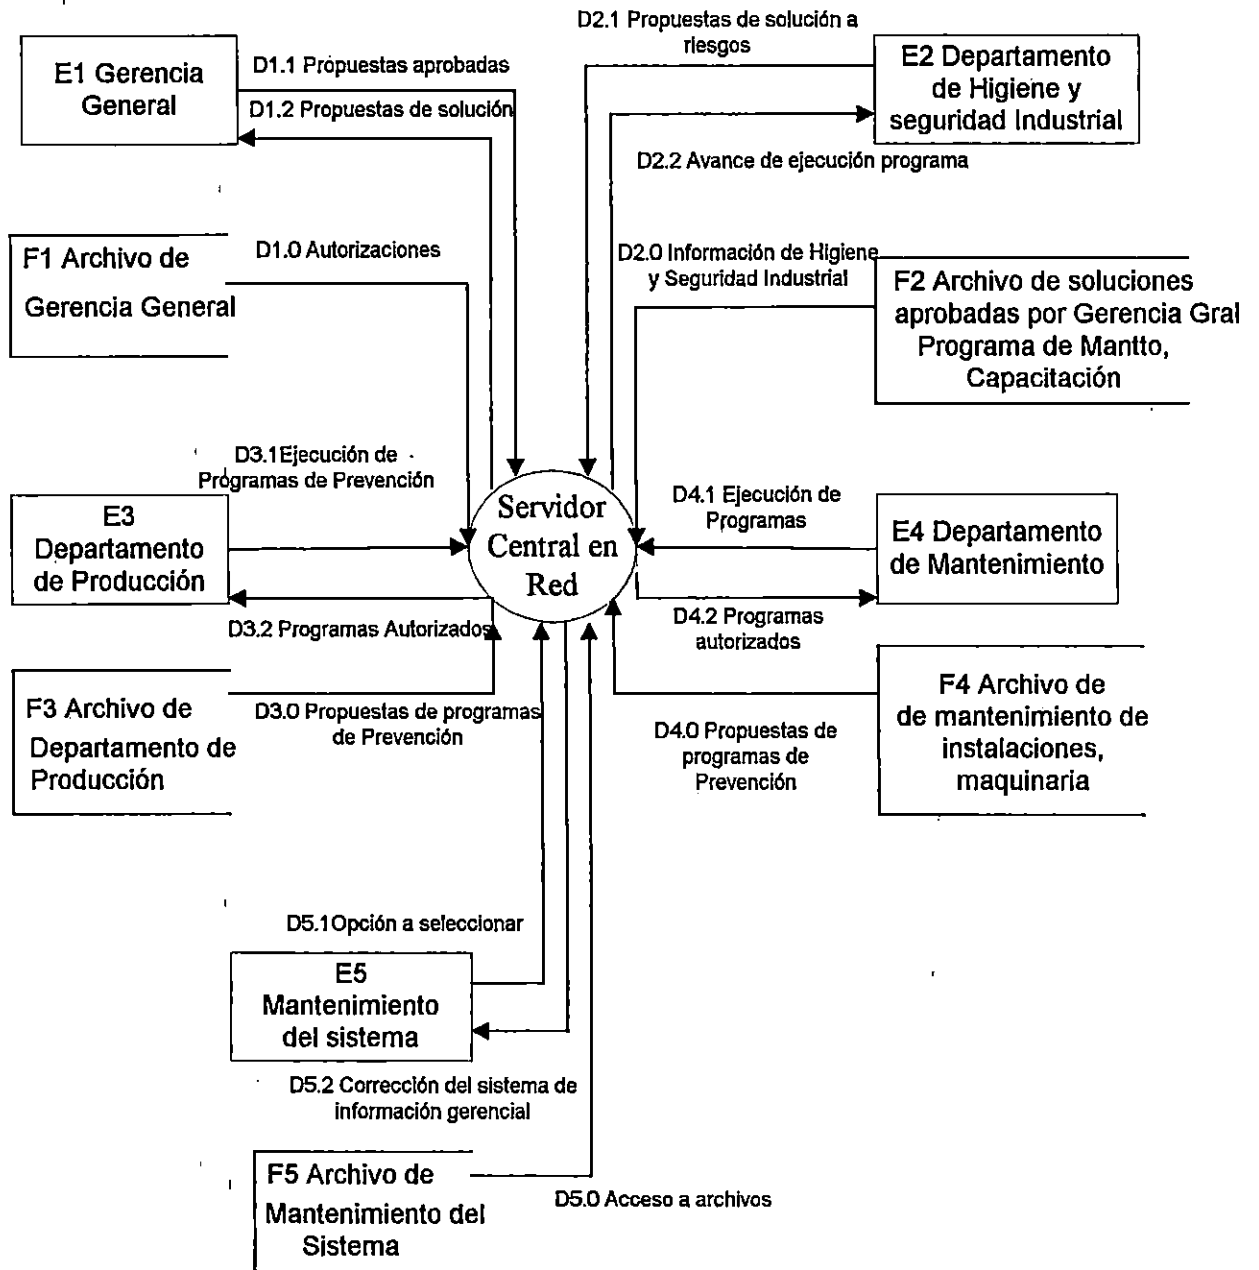 D2.1 Propuestas de solución a
riesgos
E1 Gerencia
General
D1.1 Propuestas aprobadas
D1.2 Propuestas de solución
E2 Departamento
de Higiene y
seguridad Industrial
D2.2 Avance de ejecución programa
F1 Archivo de
Gerencia General
D1.0 Autorizaciones
D2.0 Información de Higiene
y Seguridad Industrial
F2 Archivo de soluciones
aprobadas por Gerencia Gral
Programa de Mantto,
Capacitación
D3.1Ejecución de
Programas de Prevención
E3
Departamento
de Producción
Servidor
Central en
Red
D4.1 Ejecución de
Programas
E4 Departamento
de Mantenimiento
D3.2 Programas Autorizados
D4.2 Programas
autorizados
F3 Archivo de
Departamento de
Producción
D3.0 Propuestas de programas
de Prevención
D4.0 Propuestas de
programas de
Prevención
F4 Archivo de
de mantenimiento de
instalaciones,
maquinaria
D5.1Opción a seleccionar
E5
Mantenimiento
del sistema
D5.2 Corrección del sistema de
información gerencial
F5 Archivo de
Mantenimiento del
Sistema
D5.0 Acceso a archivos